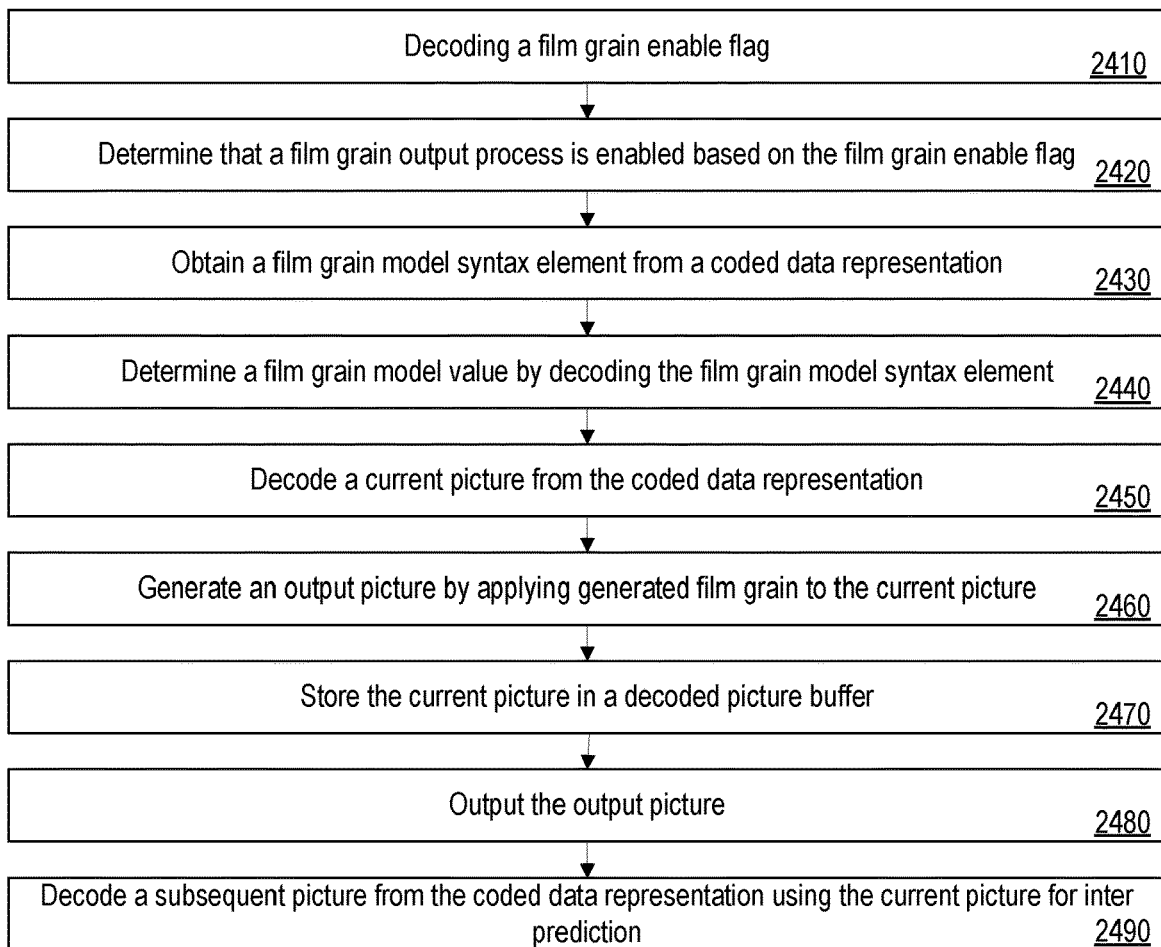 Decoding a film grain enable flag
2410
Determine that a film grain output process is enabled based on the film grain enable flag
2420
Obtain a film grain model syntax element from a coded data representation
2430
Determine a film grain model value by decoding the film grain model syntax element
2440
Decode a current picture from the coded data representation
2450
Generate an output picture by applying generated film grain to the current picture
2460
Store the current picture in a decoded picture buffer
2470
Output the output picture
2480
Decode a subsequent picture from the coded data representation using the current picture for inter
prediction
2490